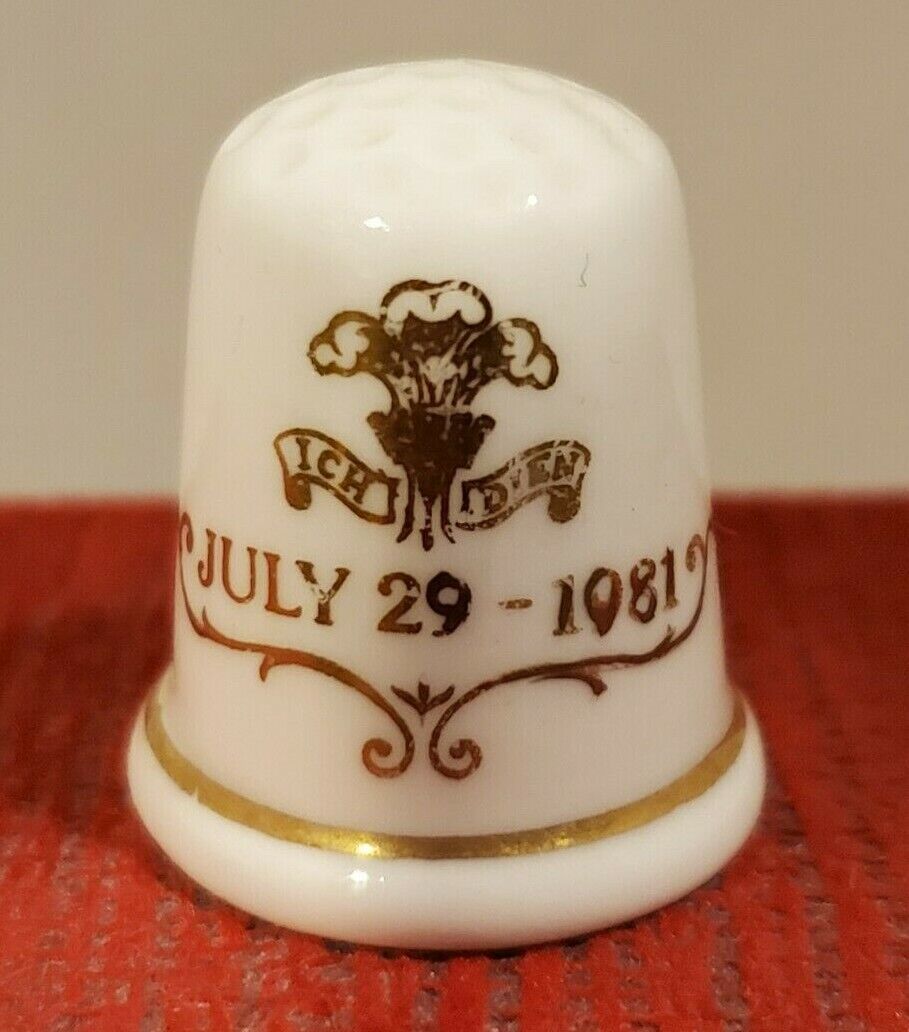 ICH DIEN
JULY 29 - 1981